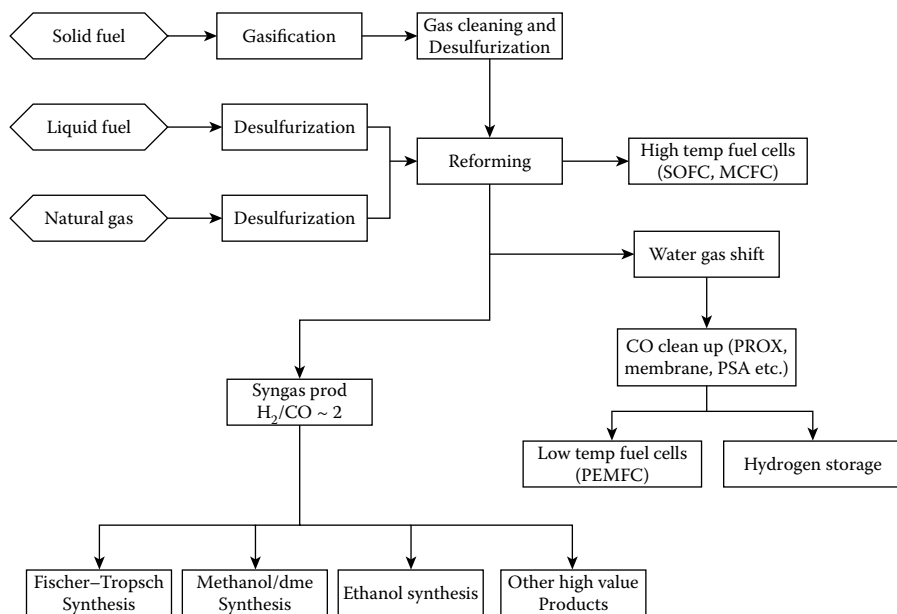 Solid fuel
Gasification
Gas cleaning and
Desulfurization
Liquid fuel
Desulfurization
Reforming
High temp fuel cells
(SOFC, MCFC)
Natural gas
Desulfurization
Water gas shift
CO clean up (PROX,
membrane, PSA etc.)
Syngas prod
H₂/CO ~ 2
Low temp fuel cells
(PEMFC)
Hydrogen storage
Fischer–Tropsch
Synthesis
Methanol/dme
Synthesis
Ethanol synthesis
Other high value
Products